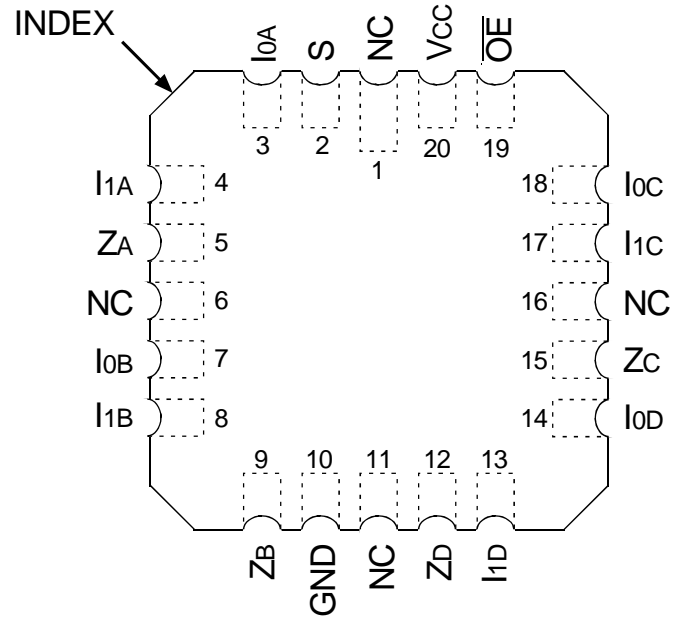 INDEX
I0A S NC VCC O̅E̅
3 2 1 20 19
I1A 4 18 I0C
ZA 5 17 I1C
NC 6 16 NC
I0B 7 15 ZC
I1B 8 14 I0D
9 10 11 12 13
ZB GND NC ZD I1D